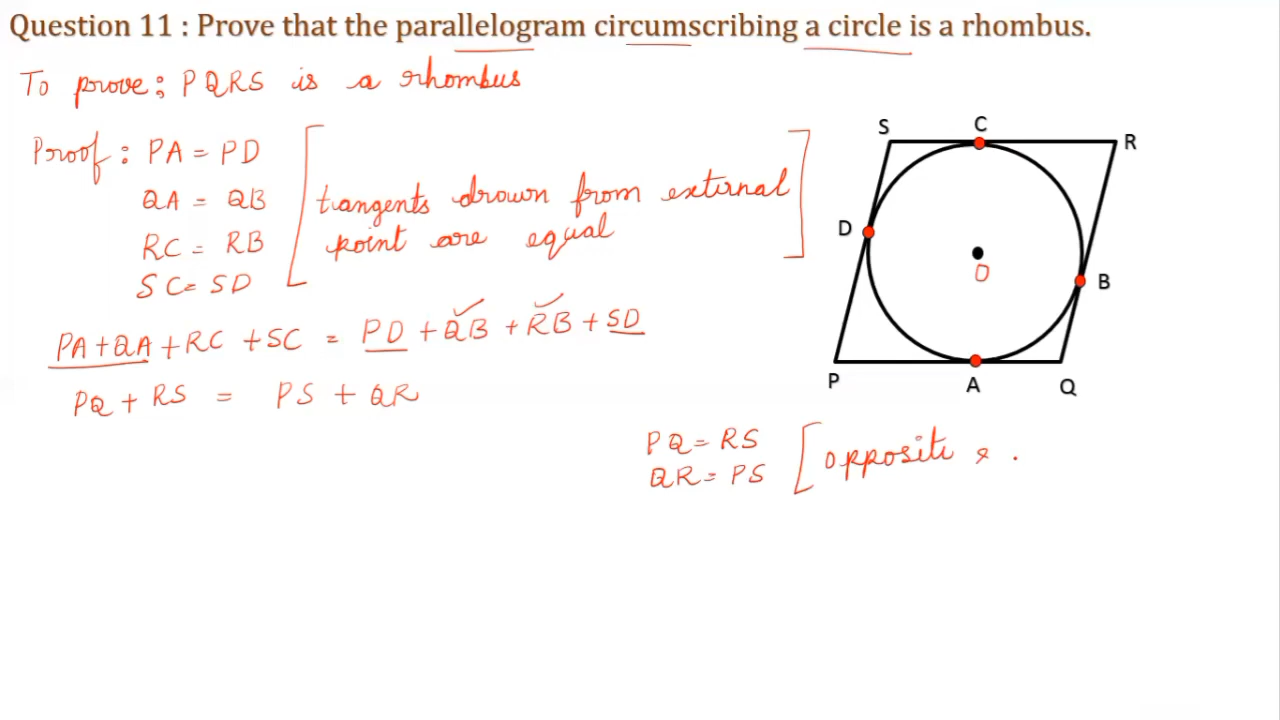 Question 11 : Prove that the parallelogram circumscribing a circle is a rhombus.
To prove ; PQRS is a rhombus
Proof : PA = PD
QA = QB
RC = RB
SC = SD
[tangents drown from external
point are equal]
PA+QA+RC +SC = PD + QB + RB + SD
PQ + RS = PS + QR
PQ = RS
QR = PS
[opposite
S
C
R
D
O
B
P
A
Q